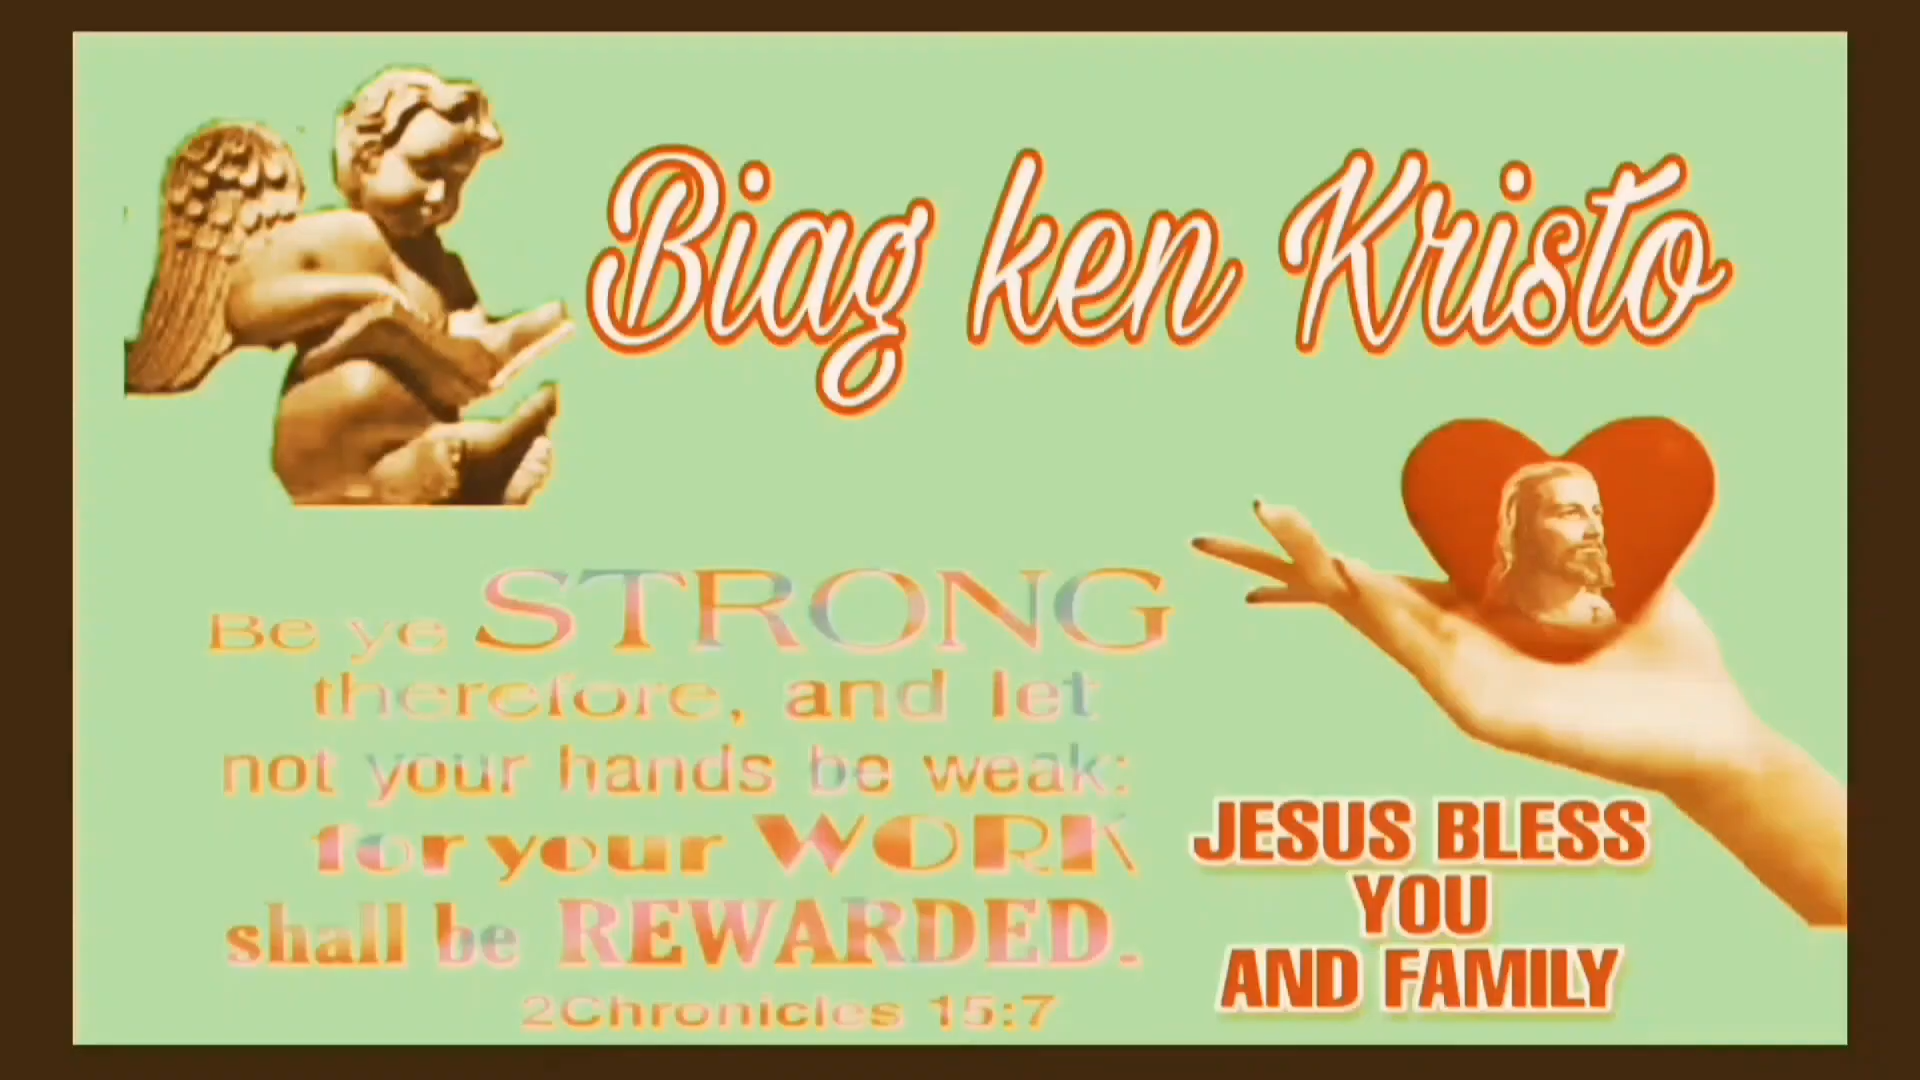 Biag ken Kristo
Be ye STRONG
therefore, and let
not your hands be weak:
for your WORK
shall be REWARDED.
2Chronicles 15:7
JESUS BLESS
YOU
AND FAMILY